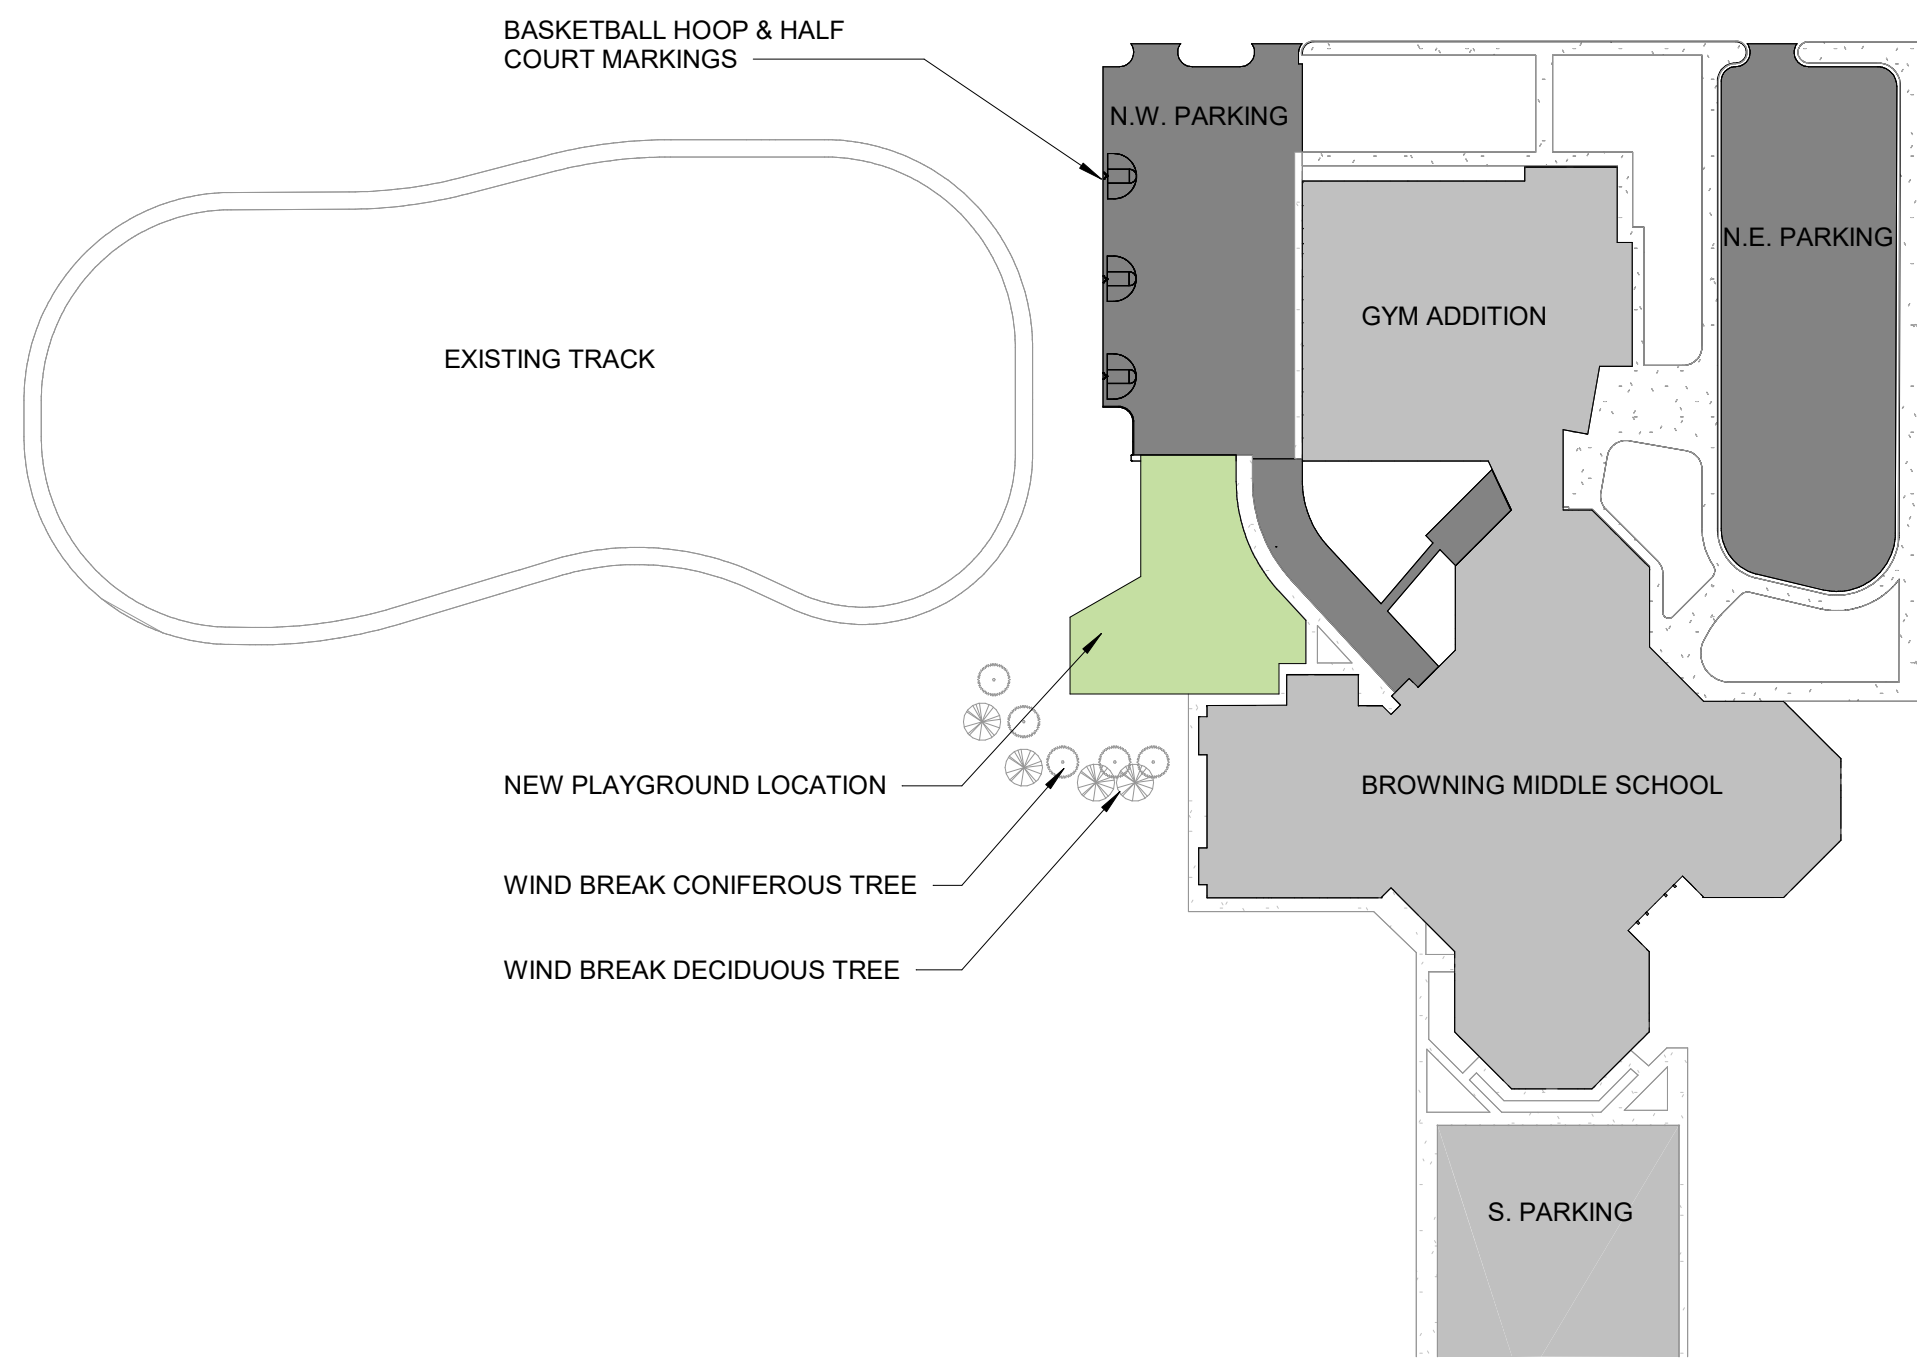 BASKETBALL HOOP & HALF
COURT MARKINGS
N.W. PARKING
N.E. PARKING
GYM ADDITION
EXISTING TRACK
NEW PLAYGROUND LOCATION
BROWNING MIDDLE SCHOOL
WIND BREAK CONIFEROUS TREE
WIND BREAK DECIDUOUS TREE
S. PARKING